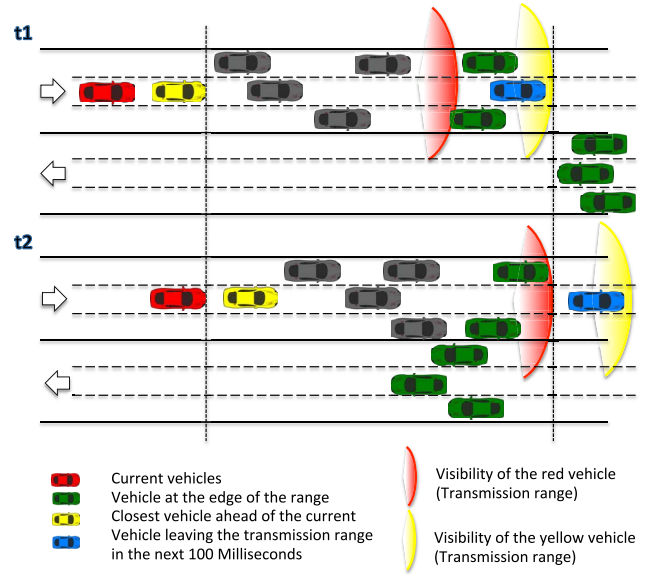 t1
t2
Current vehicles
Vehicle at the edge of the range
Closest vehicle ahead of the current
Vehicle leaving the transmission range
in the next 100 Milliseconds
Visibility of the red vehicle
(Transmission range)
Visibility of the yellow vehicle
(Transmission range)